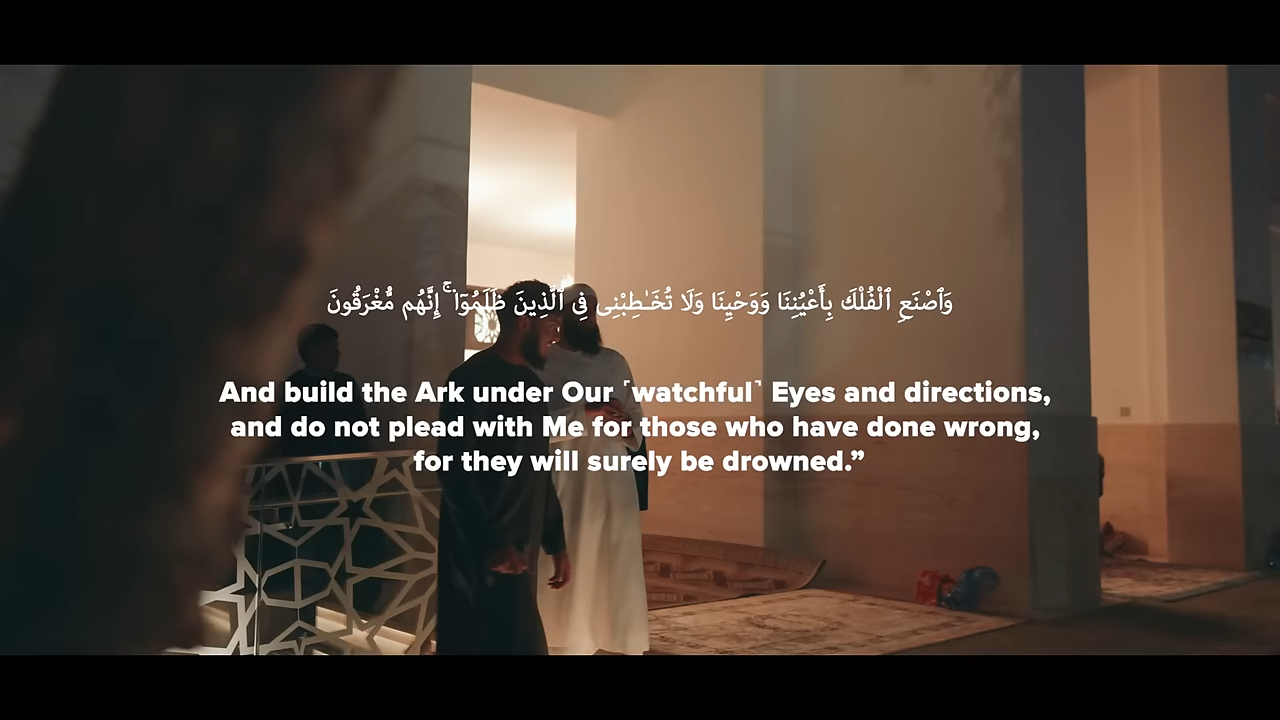 وَٱصْنَعِ ٱلْفُلْكَ بِأَعْيُنِنَا وَوَحْيِنَا وَلَا تُخَـٰطِبْنِى فِى ٱلَّذِينَ ظَلَمُوٓا۟ ۚ إِنَّهُم مُّغْرَقُونَ
And build the Ark under Our ˹watchful˺ Eyes and directions,
and do not plead with Me for those who have done wrong,
for they will surely be drowned.”